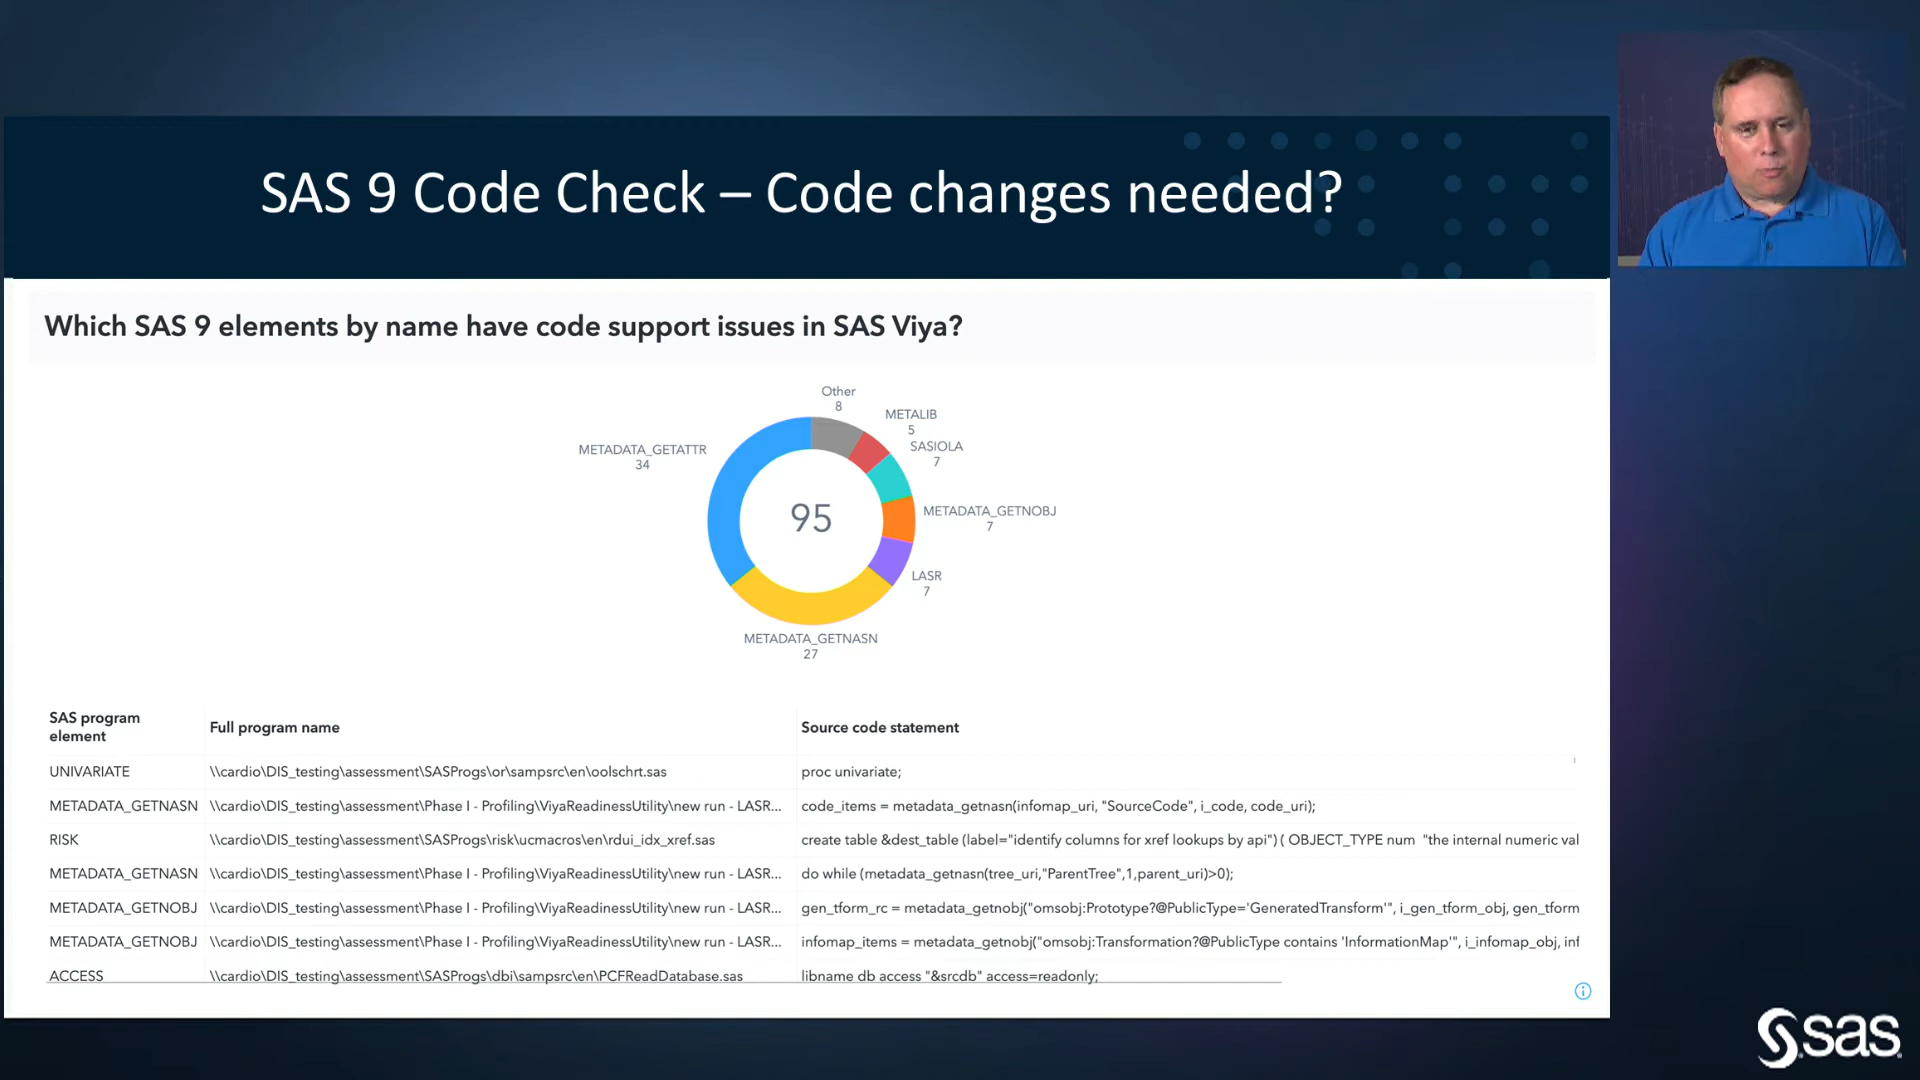 SAS 9 Code Check – Code changes needed?
Which SAS 9 elements by name have code support issues in SAS Viya?
Other
8
METALIB
5
SASIOLA
7
METADATA_GETATTR
34
95
METADATA_GETNOBJ
7
LASR
7
METADATA_GETNASN
27
SAS program
element
Full program name
Source code statement
UNIVARIATE \\cardio\DIS_testing\assessment\SASProgs\or\sampsrc\en\oolschrt.sas proc univariate;
METADATA_GETNASN \\cardio\DIS_testing\assessment\Phase I - Profiling\ViyaReadinessUtility\new run - LASR... code_items = metadata_getnasn(infomap_uri, "SourceCode", i_code, code_uri);
RISK \\cardio\DIS_testing\assessment\SASProgs\risk\ucmacros\en\rdui_idx_xref.sas create table &dest_table (label="identify columns for xref lookups by api") ( OBJECT_TYPE num "the internal numeric val
METADATA_GETNASN \\cardio\DIS_testing\assessment\Phase I - Profiling\ViyaReadinessUtility\new run - LASR... do while (metadata_getnasn(tree_uri,"ParentTree",1,parent_uri)>0);
METADATA_GETNOBJ \\cardio\DIS_testing\assessment\Phase I - Profiling\ViyaReadinessUtility\new run - LASR... gen_tform_rc = metadata_getnobj("omsobj:Prototype?@PublicType='GeneratedTransform'", i_gen_tform_obj, gen_tform
METADATA_GETNOBJ \\cardio\DIS_testing\assessment\Phase I - Profiling\ViyaReadinessUtility\new run - LASR... infomap_items = metadata_getnobj("omsobj:Transformation?@PublicType contains 'InformationMap'", i_infomap_obj, inf
ACCESS \\cardio\DIS_testing\assessment\SASProgs\dbi\sampsrc\en\PCFReadDatabase.sas libname db access "&srcdb" access=readonly;
sas